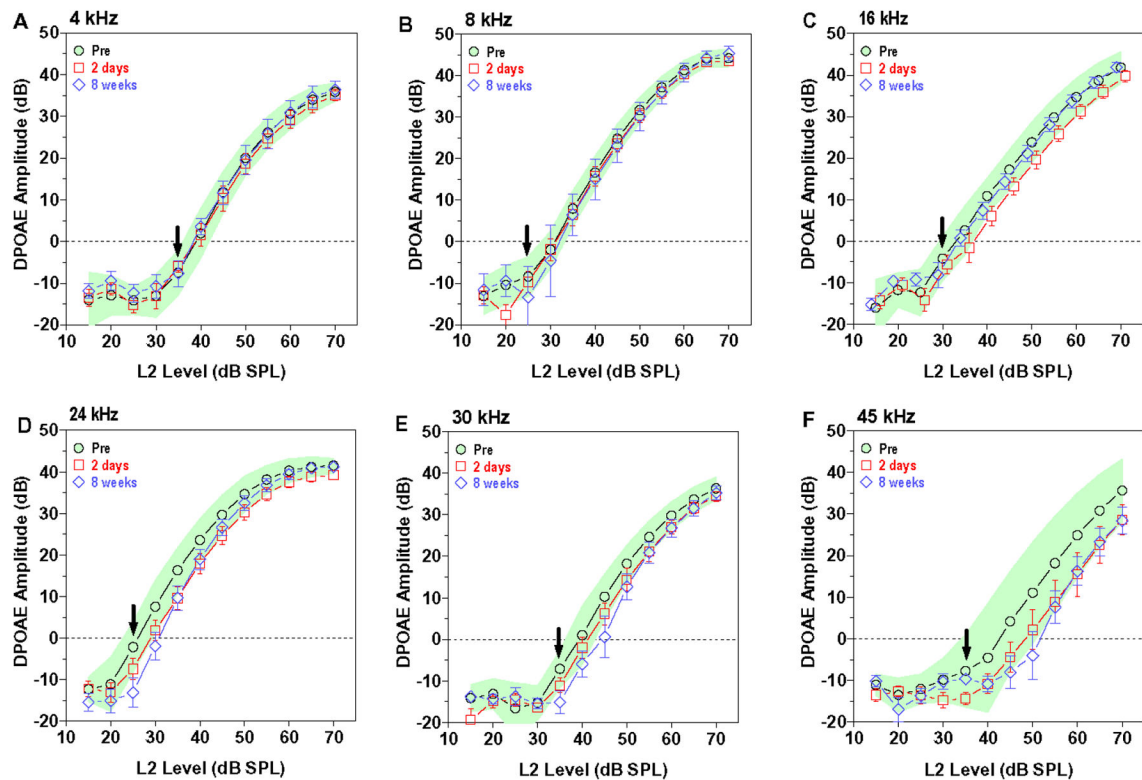 A 4 kHz
Pre
2 days
8 weeks
DPOAE Amplitude (dB)
50
40
30
20
10
0
-10
-20
10 20 30 40 50 60 70
L2 Level (dB SPL)
B 8 kHz
Pre
2 days
8 weeks
DPOAE Amplitude (dB)
50
40
30
20
10
0
-10
-20
10 20 30 40 50 60 70
L2 Level (dB SPL)
C 16 kHz
Pre
2 days
8 weeks
DPOAE Amplitude (dB)
50
40
30
20
10
0
-10
-20
10 20 30 40 50 60 70
L2 Level (dB SPL)
D 24 kHz
Pre
2 days
8 weeks
DPOAE Amplitude (dB)
50
40
30
20
10
0
-10
-20
10 20 30 40 50 60 70
L2 Level (dB SPL)
E 30 kHz
Pre
2 days
8 weeks
DPOAE Amplitude (dB)
50
40
30
20
10
0
-10
-20
10 20 30 40 50 60 70
L2 Level (dB SPL)
F 45 kHz
Pre
2 days
8 weeks
DPOAE Amplitude (dB)
50
40
30
20
10
0
-10
-20
10 20 30 40 50 60 70
L2 Level (dB SPL)